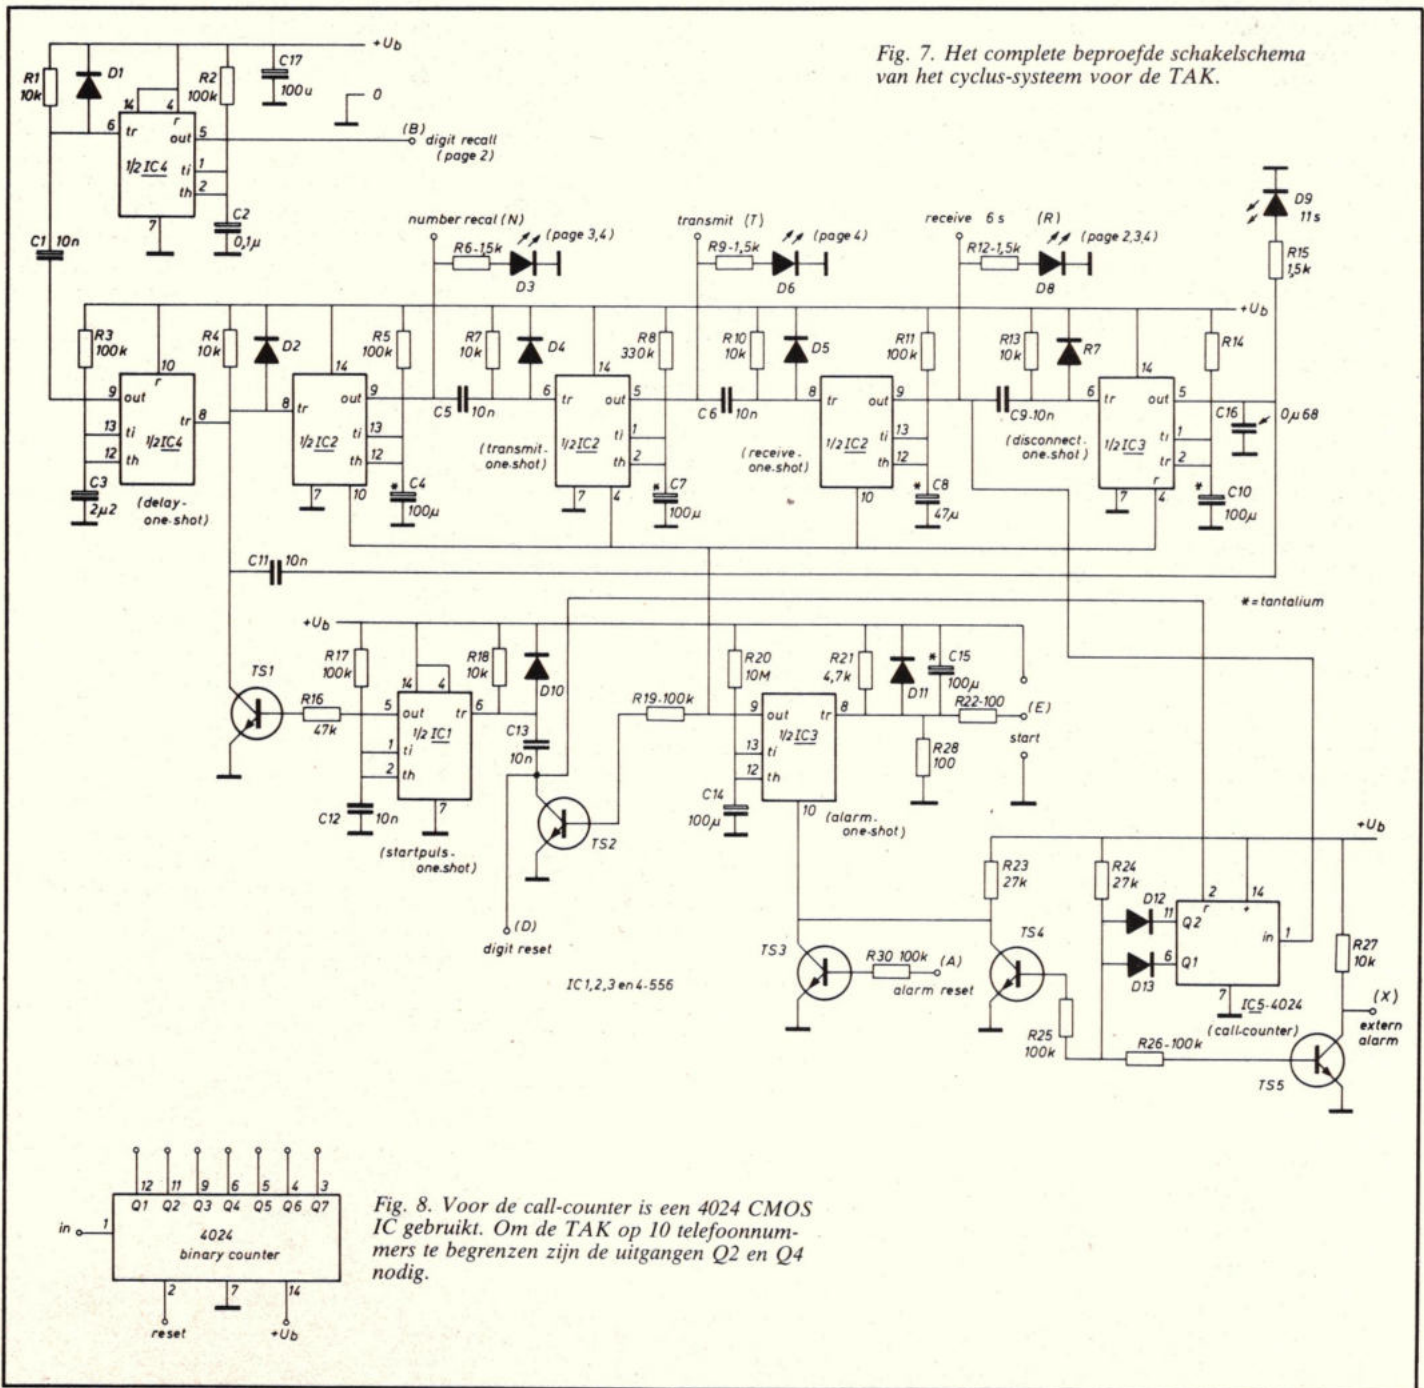 Fig. 7. Het complete beproefde schakelschema
van het cyclus-systeem voor de TAK.
+Ub
R1
10k
D1
R2
100k
C17
100u
0
14
4
r
6
tr
out
5
½IC4
ti
1
th
2
7
(B)
digit recall
(page 2)
C2
0,1µ
C1
10n
number recal (N)
R6-1,5k
(page 3,4)
D3
transmit (T)
R9-1,5k
(page 4)
D6
receive 6 s (R)
R12-1,5k
(page 2,3,4)
D8
D9
11s
R15
1,5k
+Ub
R3
100k
10
r
9
out
tr
8
13
ti
½IC4
12
th
C3
2µ2
(delay-
one-shot)
R4
10k
D2
14
8
tr
out
9
½IC2
ti
13
th
12
7
10
R5
100k
*
C4
100µ
C5
10n
R7
10k
D4
14
6
tr
out
5
(transmit-
one.shot)
½IC2
ti
1
th
2
7
4
R8
330k
*
C7
100µ
C6
10n
R10
10k
D5
8
tr
out
9
(receive-
one.shot)
½IC2
ti
13
th
12
10
R11
100k
*
C8
47µ
C9-10n
R13
10k
R7
14
6
tr
out
5
(disconnect-
one.shot)
½IC3
ti
1
tr
2
r
7
4
R14
C16
0µ68
*
C10
100µ
C11
10n
*=tantalium
+Ub
TS1
R16
47k
R17
100k
14
4
5
out
tr
6
½IC1
1
ti
2
th
7
C12
10n
(startpuls-
one.shot)
R18
10k
D10
C13
10n
TS2
(D)
digit reset
R19-100k
R20
10M
9
out
tr
8
13
ti
½IC3
12
th
10
C14
100µ
(alarm.
one-shot)
R21
4,7k
D11
*
C15
100µ
R22-100
(E)
start
R28
100
TS3
R30 100k
(A)
alarm reset
IC1,2,3 en 4-556
R23
27k
TS4
R25
100k
R24
27k
D12
D13
R26-100k
+Ub
2
r
14
+
11
Q2
6
Q1
in
1
7
IC5-4024
(call-counter)
R27
10k
(X)
extern
alarm
TS5
12
11
9
6
5
4
3
Q1
Q2
Q3
Q4
Q5
Q6
Q7
in
1
4024
binary counter
2
7
14
reset
+Ub
Fig. 8. Voor de call-counter is een 4024 CMOS
IC gebruikt. Om de TAK op 10 telefoonnum-
mers te begrenzen zijn de uitgangen Q2 en Q4
nodig.